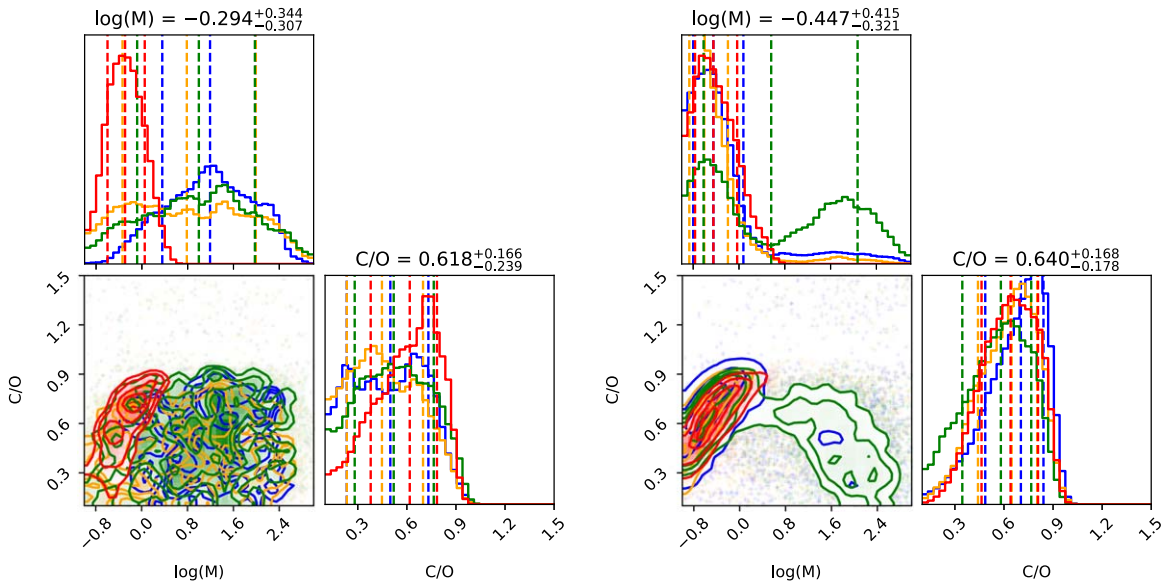 log(M) = −0.294+0.344−0.307
C/O = 0.618+0.166−0.239
1.5
1.2
0.9
0.6
0.3
C/O
−0.8 0.0 0.8 1.6 2.4
log(M)
0.3 0.6 0.9 1.2 1.5
C/O
log(M) = −0.447+0.415−0.321
C/O = 0.640+0.168−0.178
1.5
1.2
0.9
0.6
0.3
C/O
−0.8 0.0 0.8 1.6 2.4
log(M)
0.3 0.6 0.9 1.2 1.5
C/O